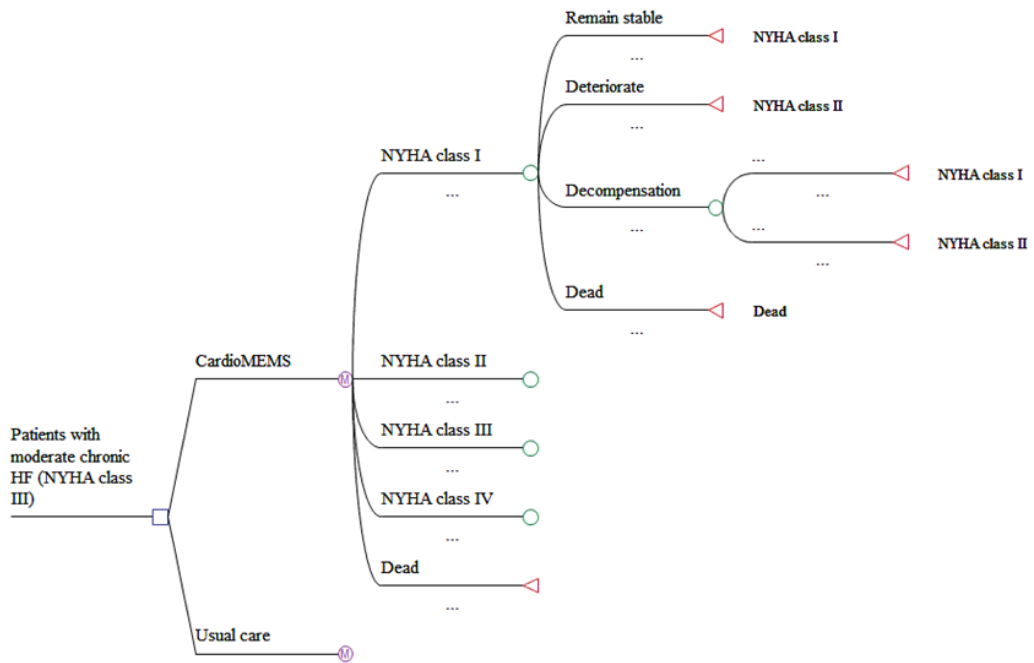 Remain stable
NYHA class I
...
Deteriorate
NYHA class II
...
NYHA class I
...
...
NYHA class I
...
Decompensation
...
...
NYHA class II
...
Dead
Dead
...
CardioMEMS
M
NYHA class II
...
NYHA class III
...
NYHA class IV
...
Dead
...
Patients with
moderate chronic
HF (NYHA class
III)
Usual care
M